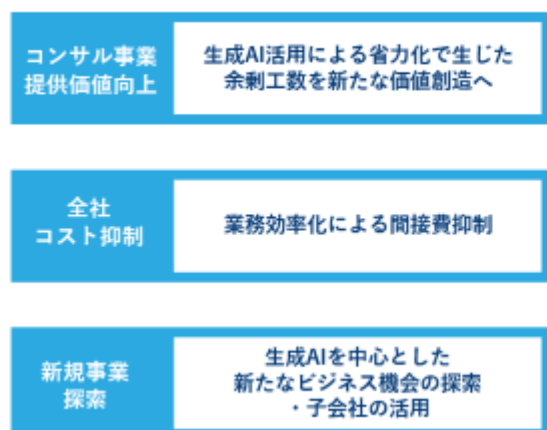 コンサル事業
提供価値向上
生成AI活用による省力化で生じた
余剰工数を新たな価値創造へ
全社
コスト抑制
業務効率化による間接費抑制
新規事業
探索
生成AIを中心とした
新たなビジネス機会の探索
・子会社の活用